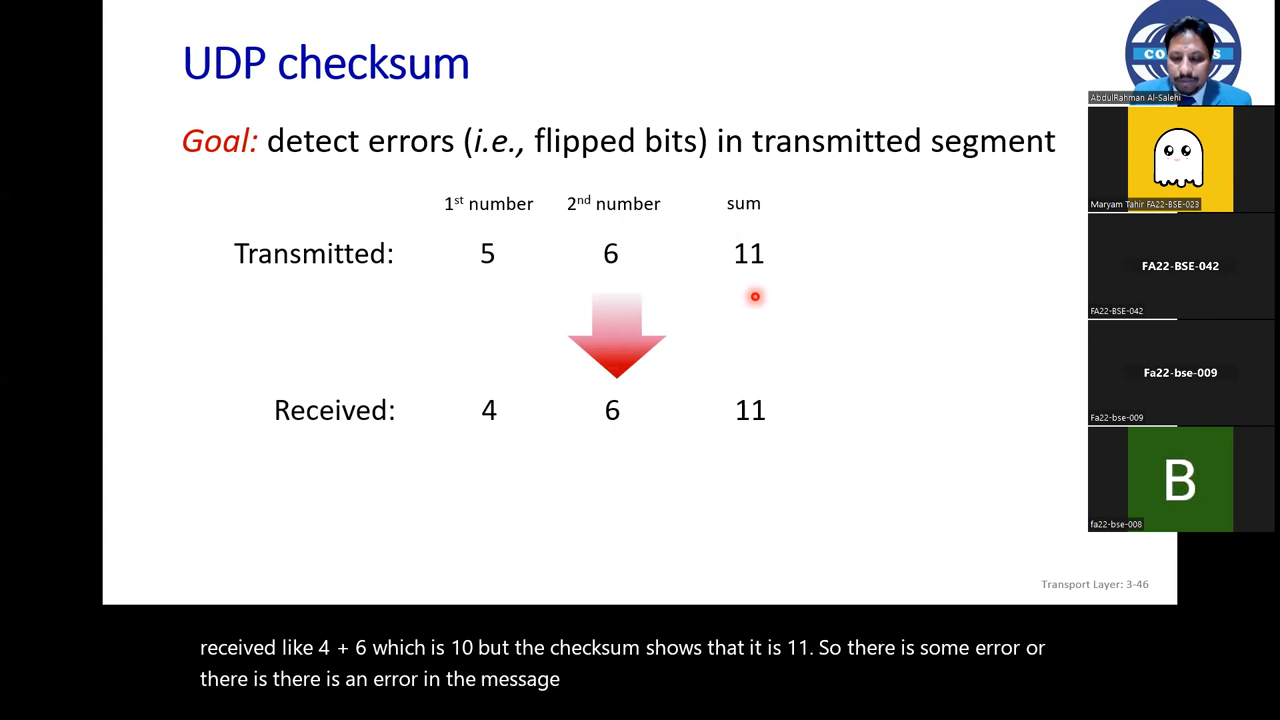 UDP checksum
Goal: detect errors (i.e., flipped bits) in transmitted segment
1st number 2nd number sum
Transmitted: 5 6 11
Received: 4 6 11
Transport Layer: 3-46
AbdulRahman Al-Salehi
Maryam Tahir FA22-BSE-023
FA22-BSE-042
FA22-BSE-042
Fa22-bse-009
Fa22-bse-009
B
fa22-bse-008
received like 4 + 6 which is 10 but the checksum shows that it is 11. So there is some error or
there is there is an error in the message